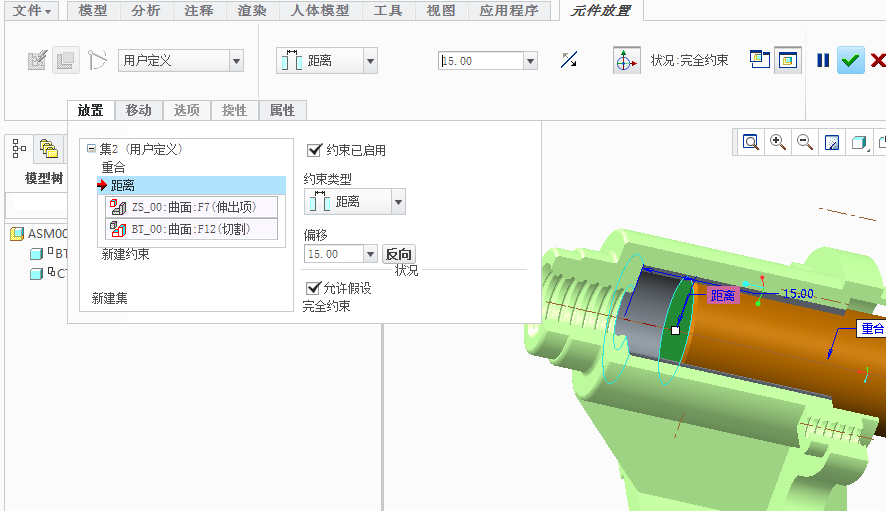 文件 模型 分析 注释 渲染 人体模型 工具 视图 应用程序 元件放置
用户定义 距离 15.00 状况:完全约束
放置 移动 选项 挠性 属性
集2 (用户定义)
重合
距离
ZS_00:曲面:F7(伸出项)
BT_00:曲面:F12(切割)
新建约束
新建集
约束已启用
约束类型
距离
偏移
15.00 反向
状况
允许假设
完全约束
模型树
ASM00
BT
距离 15.00
重合